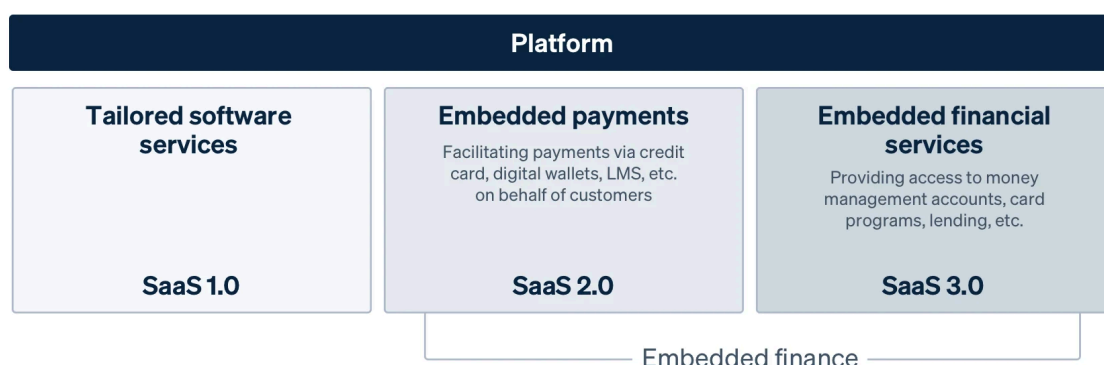 Platform
Tailored software
services
SaaS 1.0
Embedded payments
Facilitating payments via credit
card, digital wallets, LMS, etc.
on behalf of customers
SaaS 2.0
Embedded financial
services
Providing access to money
management accounts, card
programs, lending, etc.
SaaS 3.0
Embedded finance